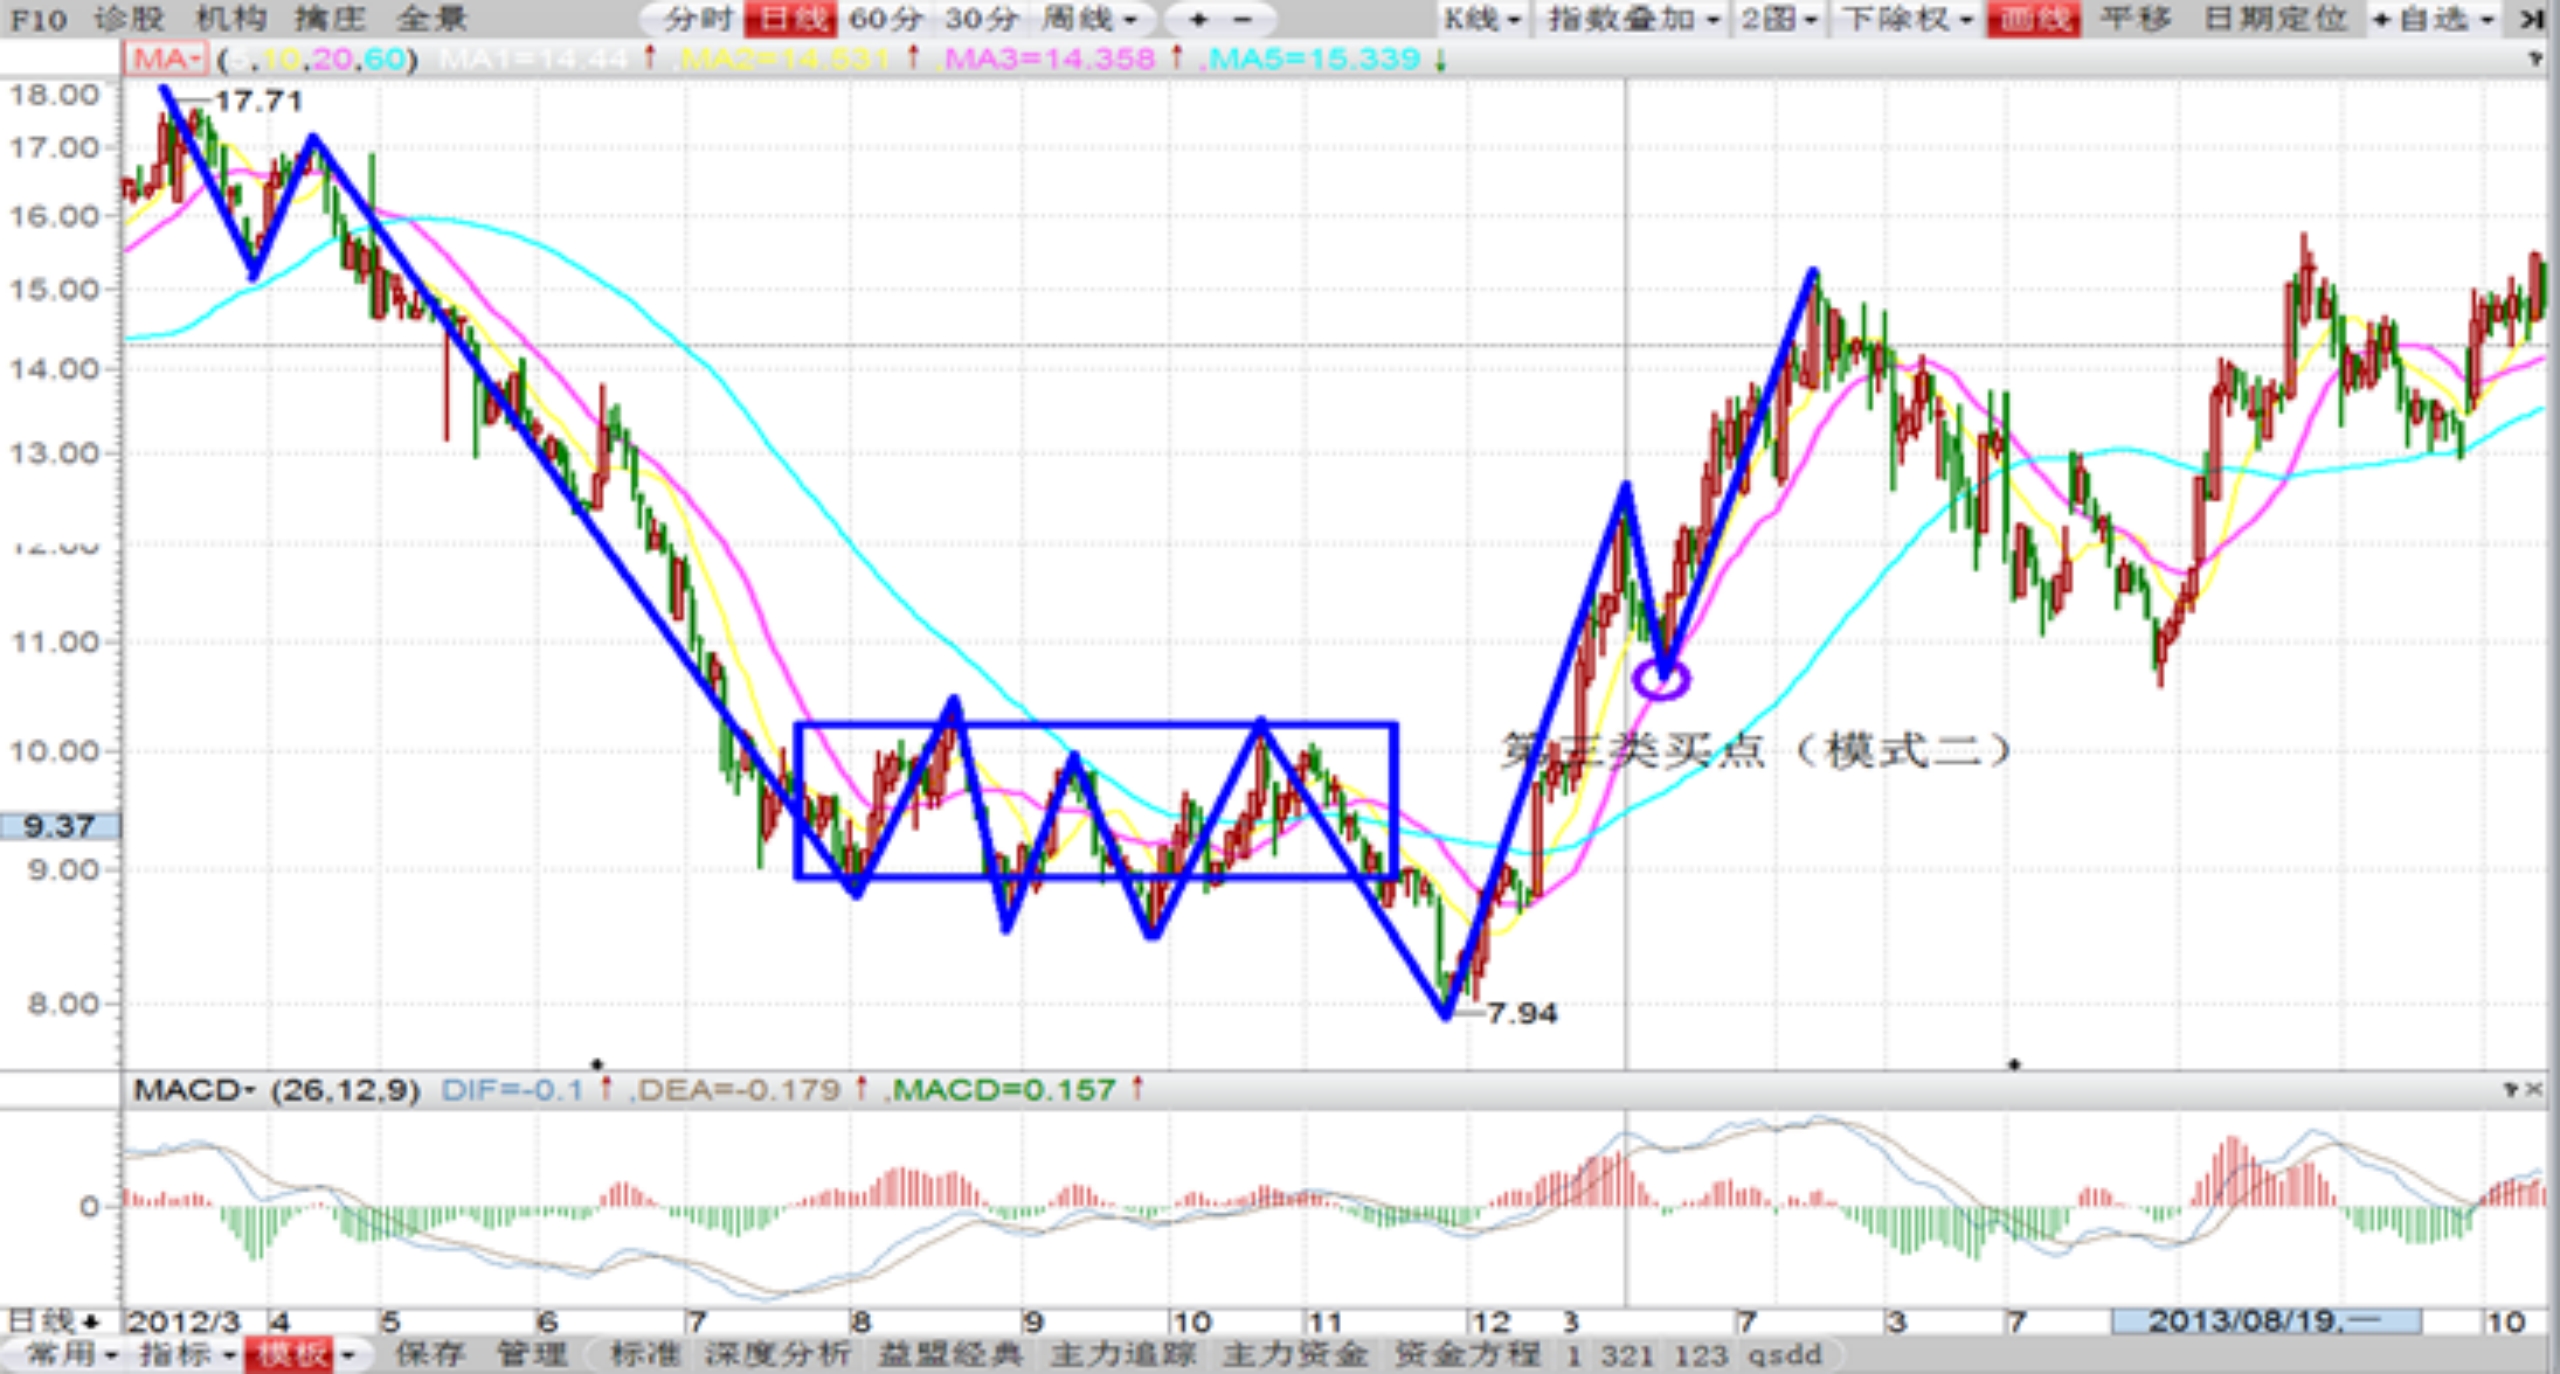 F10 诊股 机构 擒庄 全景 分时 日线 60分 30分 周线 + - K线 指数叠加 2图 下除权 画线 平移 日期定位 +自选
MA (5,10,20,60) MA1=14.44↑ .MA2=14.531↑ .MA3=14.358↑ .MA5=15.339↓
18.00
17.71
17.00
16.00
15.00
14.00
13.00
11.00
10.00
第三类买点（模式二）
9.37
9.00
8.00
7.94
MACD (26,12,9) DIF=-0.1↑ .DEA=-0.179↑ .MACD=0.157↑
0
日线 2012/3 4 5 6 7 8 9 10 11 12 3 7 3 7 2013/08/19,一 10
常用 指标 模板 保存 管理 标准 深度分析 益盟经典 主力追踪 主力资金 资金方程 1 321 123 qsdd